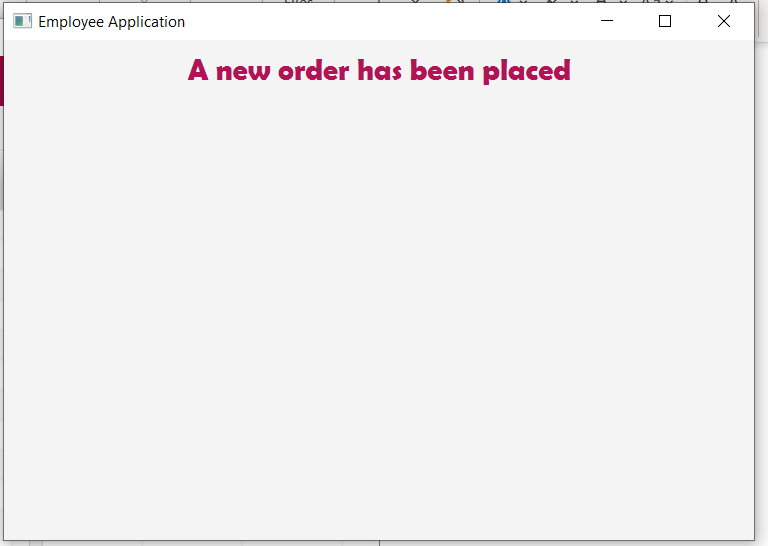 Employee Application
A new order has been placed